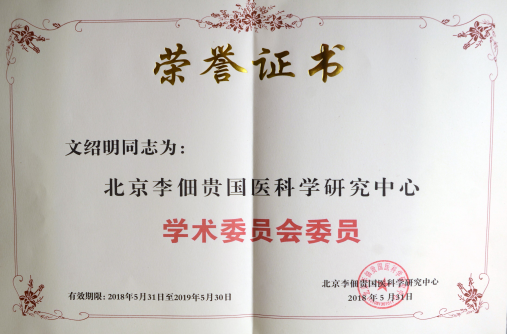 荣誉证书
文绍明同志为：
北京李佃贵国医科学研究中心
学术委员会委员
北京李佃贵国医科学研究中心
有效期限：2018年5月31日至2019年5月30日
2018年5月31日